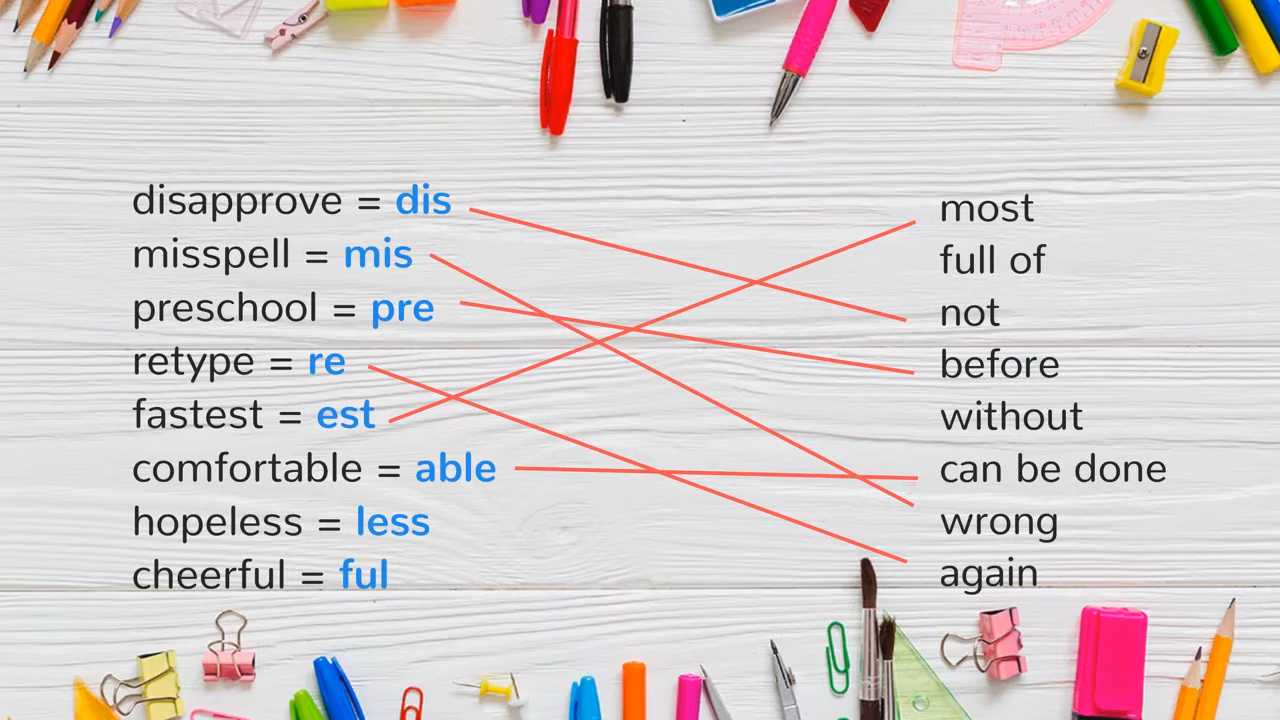 disapprove = dis
misspell = mis
preschool = pre
retype = re
fastest = est
comfortable = able
hopeless = less
cheerful = ful
most
full of
not
before
without
can be done
wrong
again